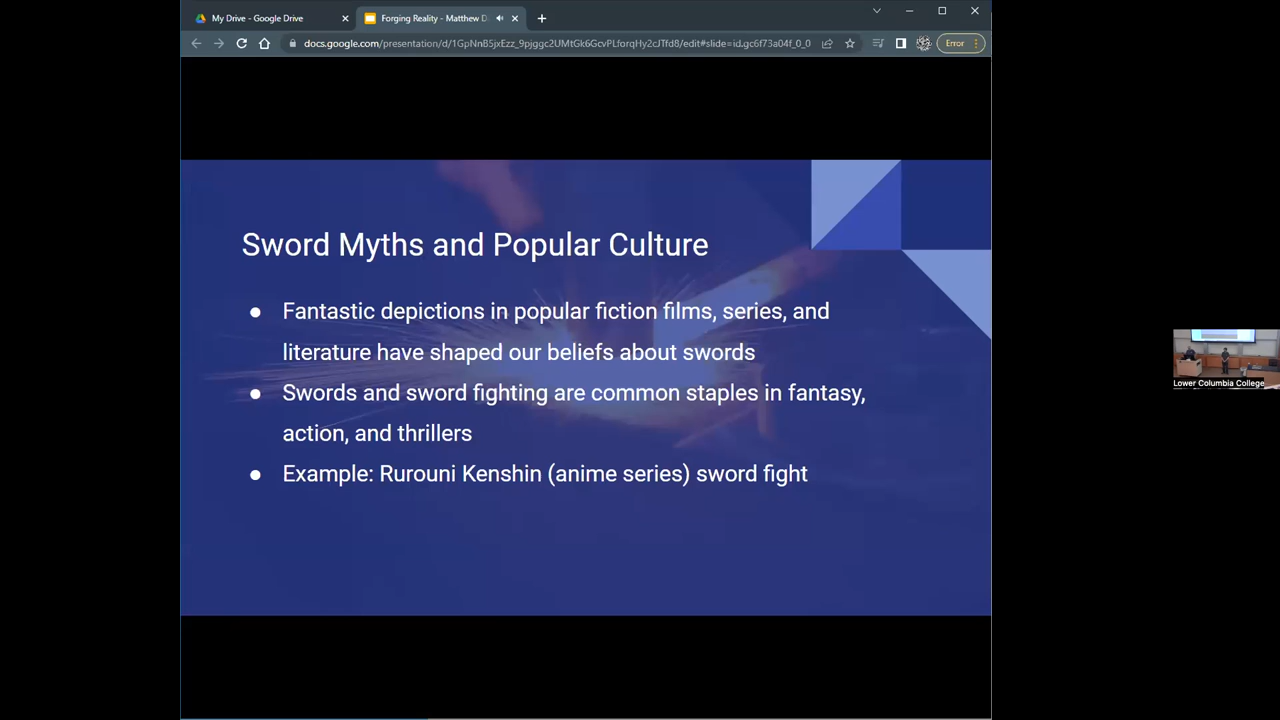 My Drive - Google Drive
Forging Reality - Matthew D
docs.google.com/presentation/d/1GpNnB5jxEzz_9pjggc2UMtGk6GcvPLforqHy2cJTfd8/edit#slide=id.gc6f73a04f_0_0
Error
Sword Myths and Popular Culture
● Fantastic depictions in popular fiction films, series, and
literature have shaped our beliefs about swords
● Swords and sword fighting are common staples in fantasy,
action, and thrillers
● Example: Rurouni Kenshin (anime series) sword fight
Lower Columbia College